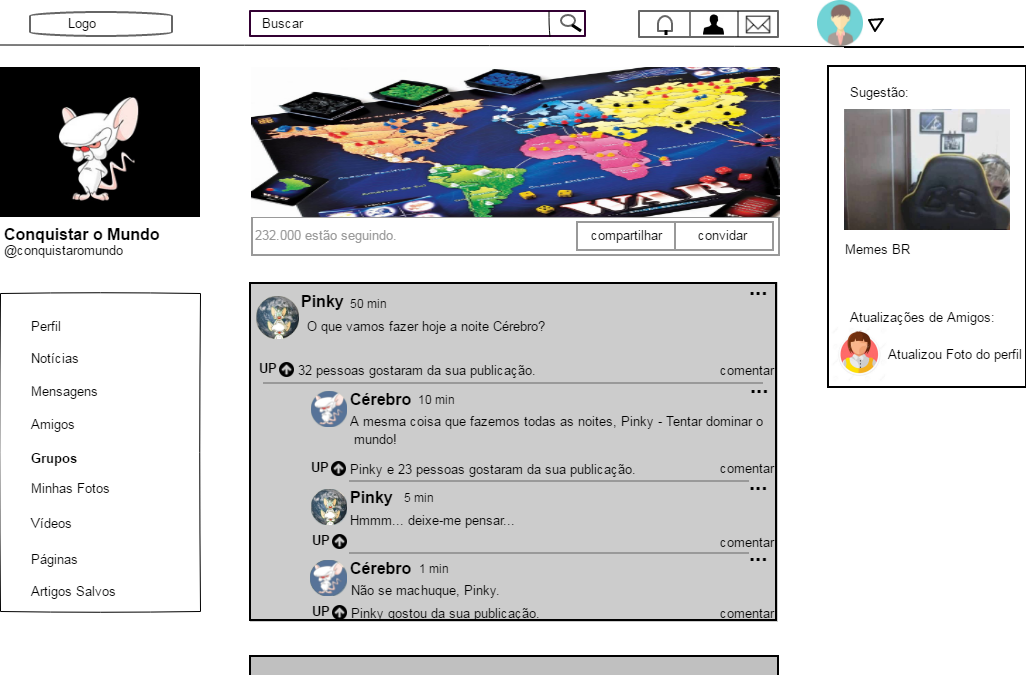 Logo
Buscar
WAR
Conquistar o Mundo
@conquistaromundo
232.000 estão seguindo.
compartilhar
convidar
Perfil
Notícias
Mensagens
Amigos
Grupos
Minhas Fotos
Vídeos
Páginas
Artigos Salvos
Pinky 50 min
...
O que vamos fazer hoje a noite Cérebro?
UP 32 pessoas gostaram da sua publicação. comentar
Cérebro 10 min
...
A mesma coisa que fazemos todas as noites, Pinky - Tentar dominar o
mundo!
UP Pinky e 23 pessoas gostaram da sua publicação. comentar
Pinky 5 min
...
Hmmm... deixe-me pensar...
UP comentar
Cérebro 1 min
...
Não se machuque, Pinky.
UP Pinky gostou da sua publicação. comentar
Sugestão:
Memes BR
Atualizações de Amigos:
Atualizou Foto do perfil